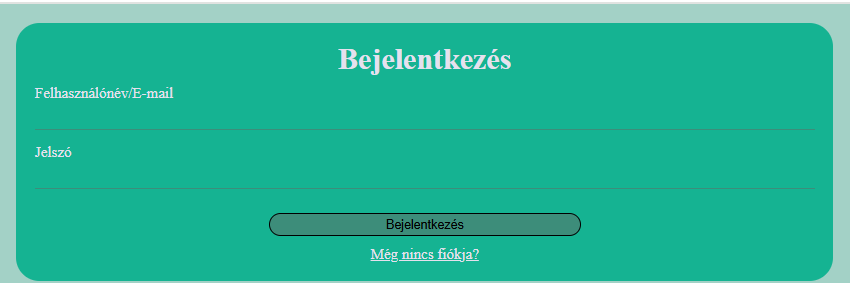 Bejelentkezés
Felhasználónév/E-mail
Jelszó
Bejelentkezés
Még nincs fiókja?